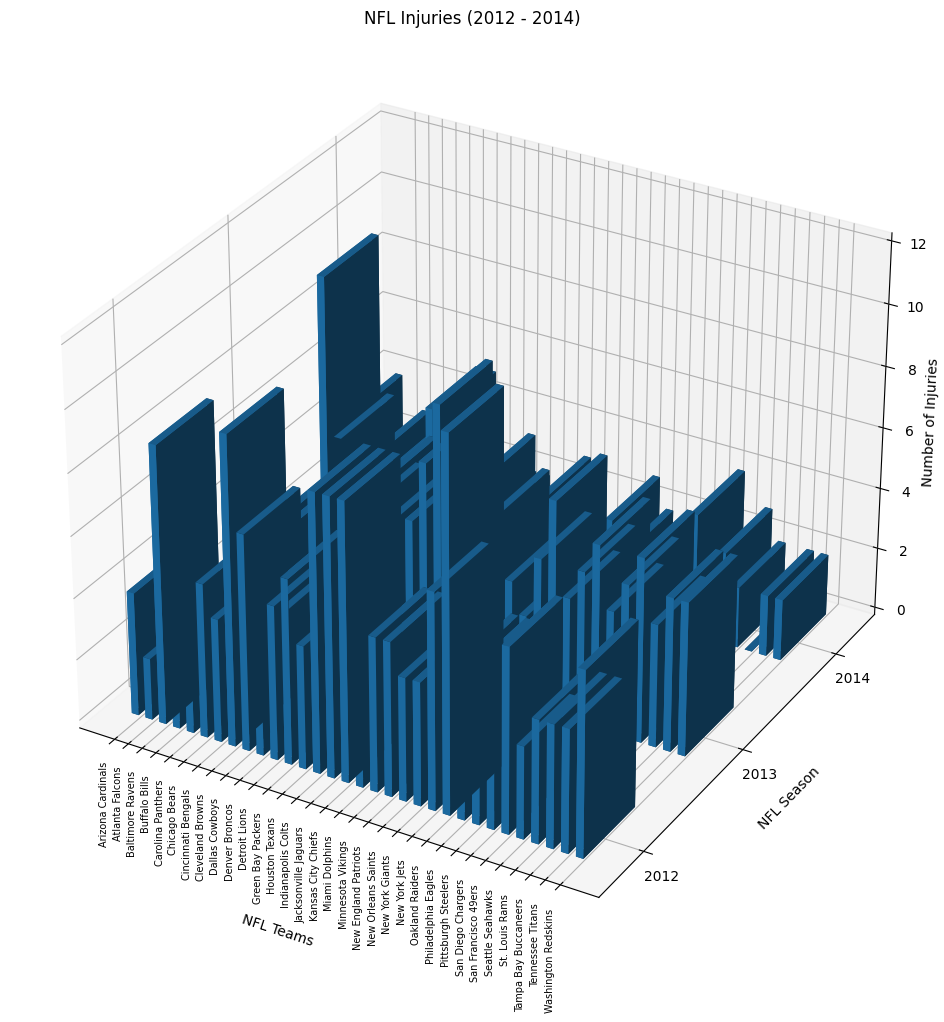 NFL Injuries (2012 - 2014)
12
10
8
6
4
2
0
Number of Injuries
2014
2013
2012
NFL Season
Arizona Cardinals
Atlanta Falcons
Baltimore Ravens
Buffalo Bills
Carolina Panthers
Chicago Bears
Cincinnati Bengals
Cleveland Browns
Dallas Cowboys
Denver Broncos
Detroit Lions
Green Bay Packers
Houston Texans
Indianapolis Colts
Jacksonville Jaguars
Kansas City Chiefs
Miami Dolphins
Minnesota Vikings
New England Patriots
New Orleans Saints
New York Giants
New York Jets
Oakland Raiders
Philadelphia Eagles
Pittsburgh Steelers
San Diego Chargers
San Francisco 49ers
Seattle Seahawks
St. Louis Rams
Tampa Bay Buccaneers
Tennessee Titans
Washington Redskins
NFL Teams